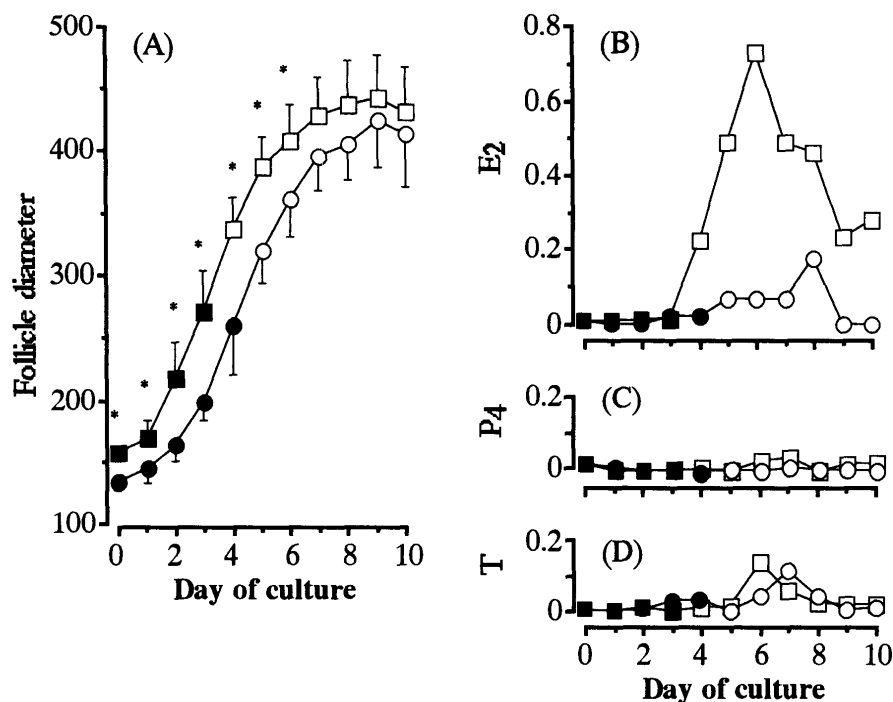 (A)
500
400
300
200
100
Follicle diameter
* * * * * * *
0 2 4 6 8 10
Day of culture
(B)
0.8
0.6
0.4
0.2
0
E2
(C)
0.2
0
P4
(D)
0.2
0
T
0 2 4 6 8 10
Day of culture